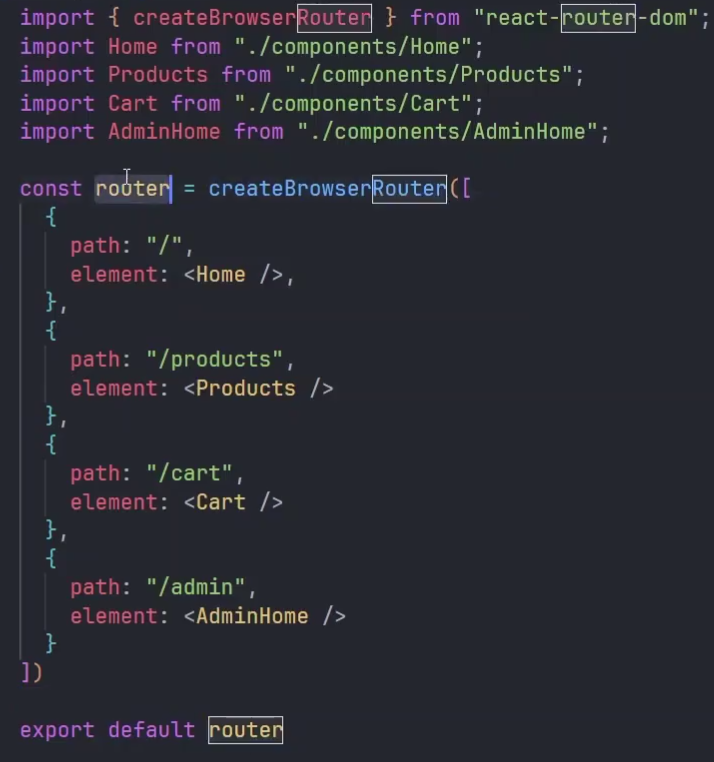 import { createBrowserRouter } from "react-router-dom";
import Home from "./components/Home";
import Products from "./components/Products";
import Cart from "./components/Cart";
import AdminHome from "./components/AdminHome";

const router = createBrowserRouter([
  {
    path: "/",
    element: <Home />,
  },
  {
    path: "/products",
    element: <Products />
  },
  {
    path: "/cart",
    element: <Cart />
  },
  {
    path: "/admin",
    element: <AdminHome />
  }
])

export default router